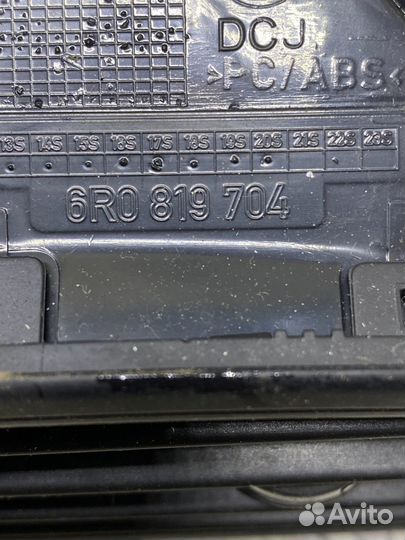 DCJ
>PC/ABS<
13S 14S 15S 16S 17S 18S 19S 20S 21S 22S 23S
6R0 819 704
Avito